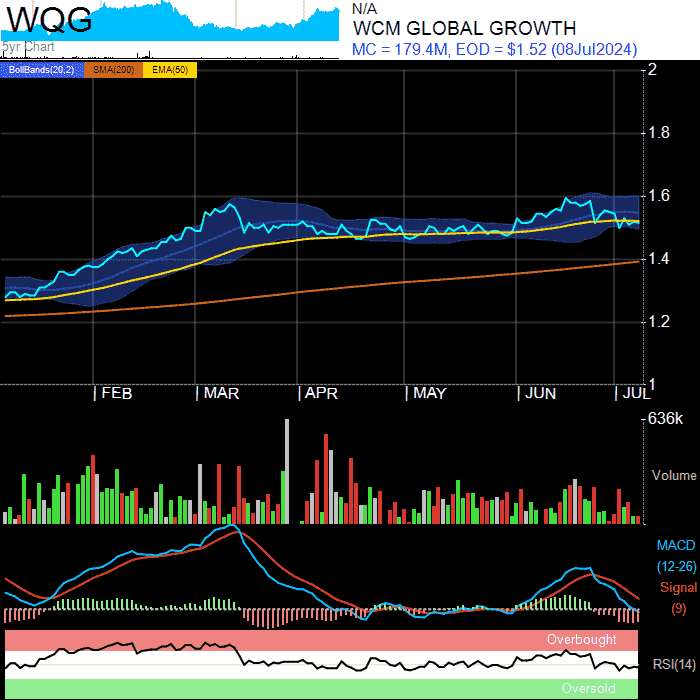 WQG
5yr Chart
N/A
WCM GLOBAL GROWTH
MC = 179.4M, EOD = $1.52 (08Jul2024)
BollBands(20,2) SMA(200) EMA(50)
2
1.8
1.6
1.4
1.2
1
| FEB | MAR | APR | MAY | JUN | JUL
636k
Volume
MACD
(12-26)
Signal
(9)
Overbought
RSI(14)
Oversold